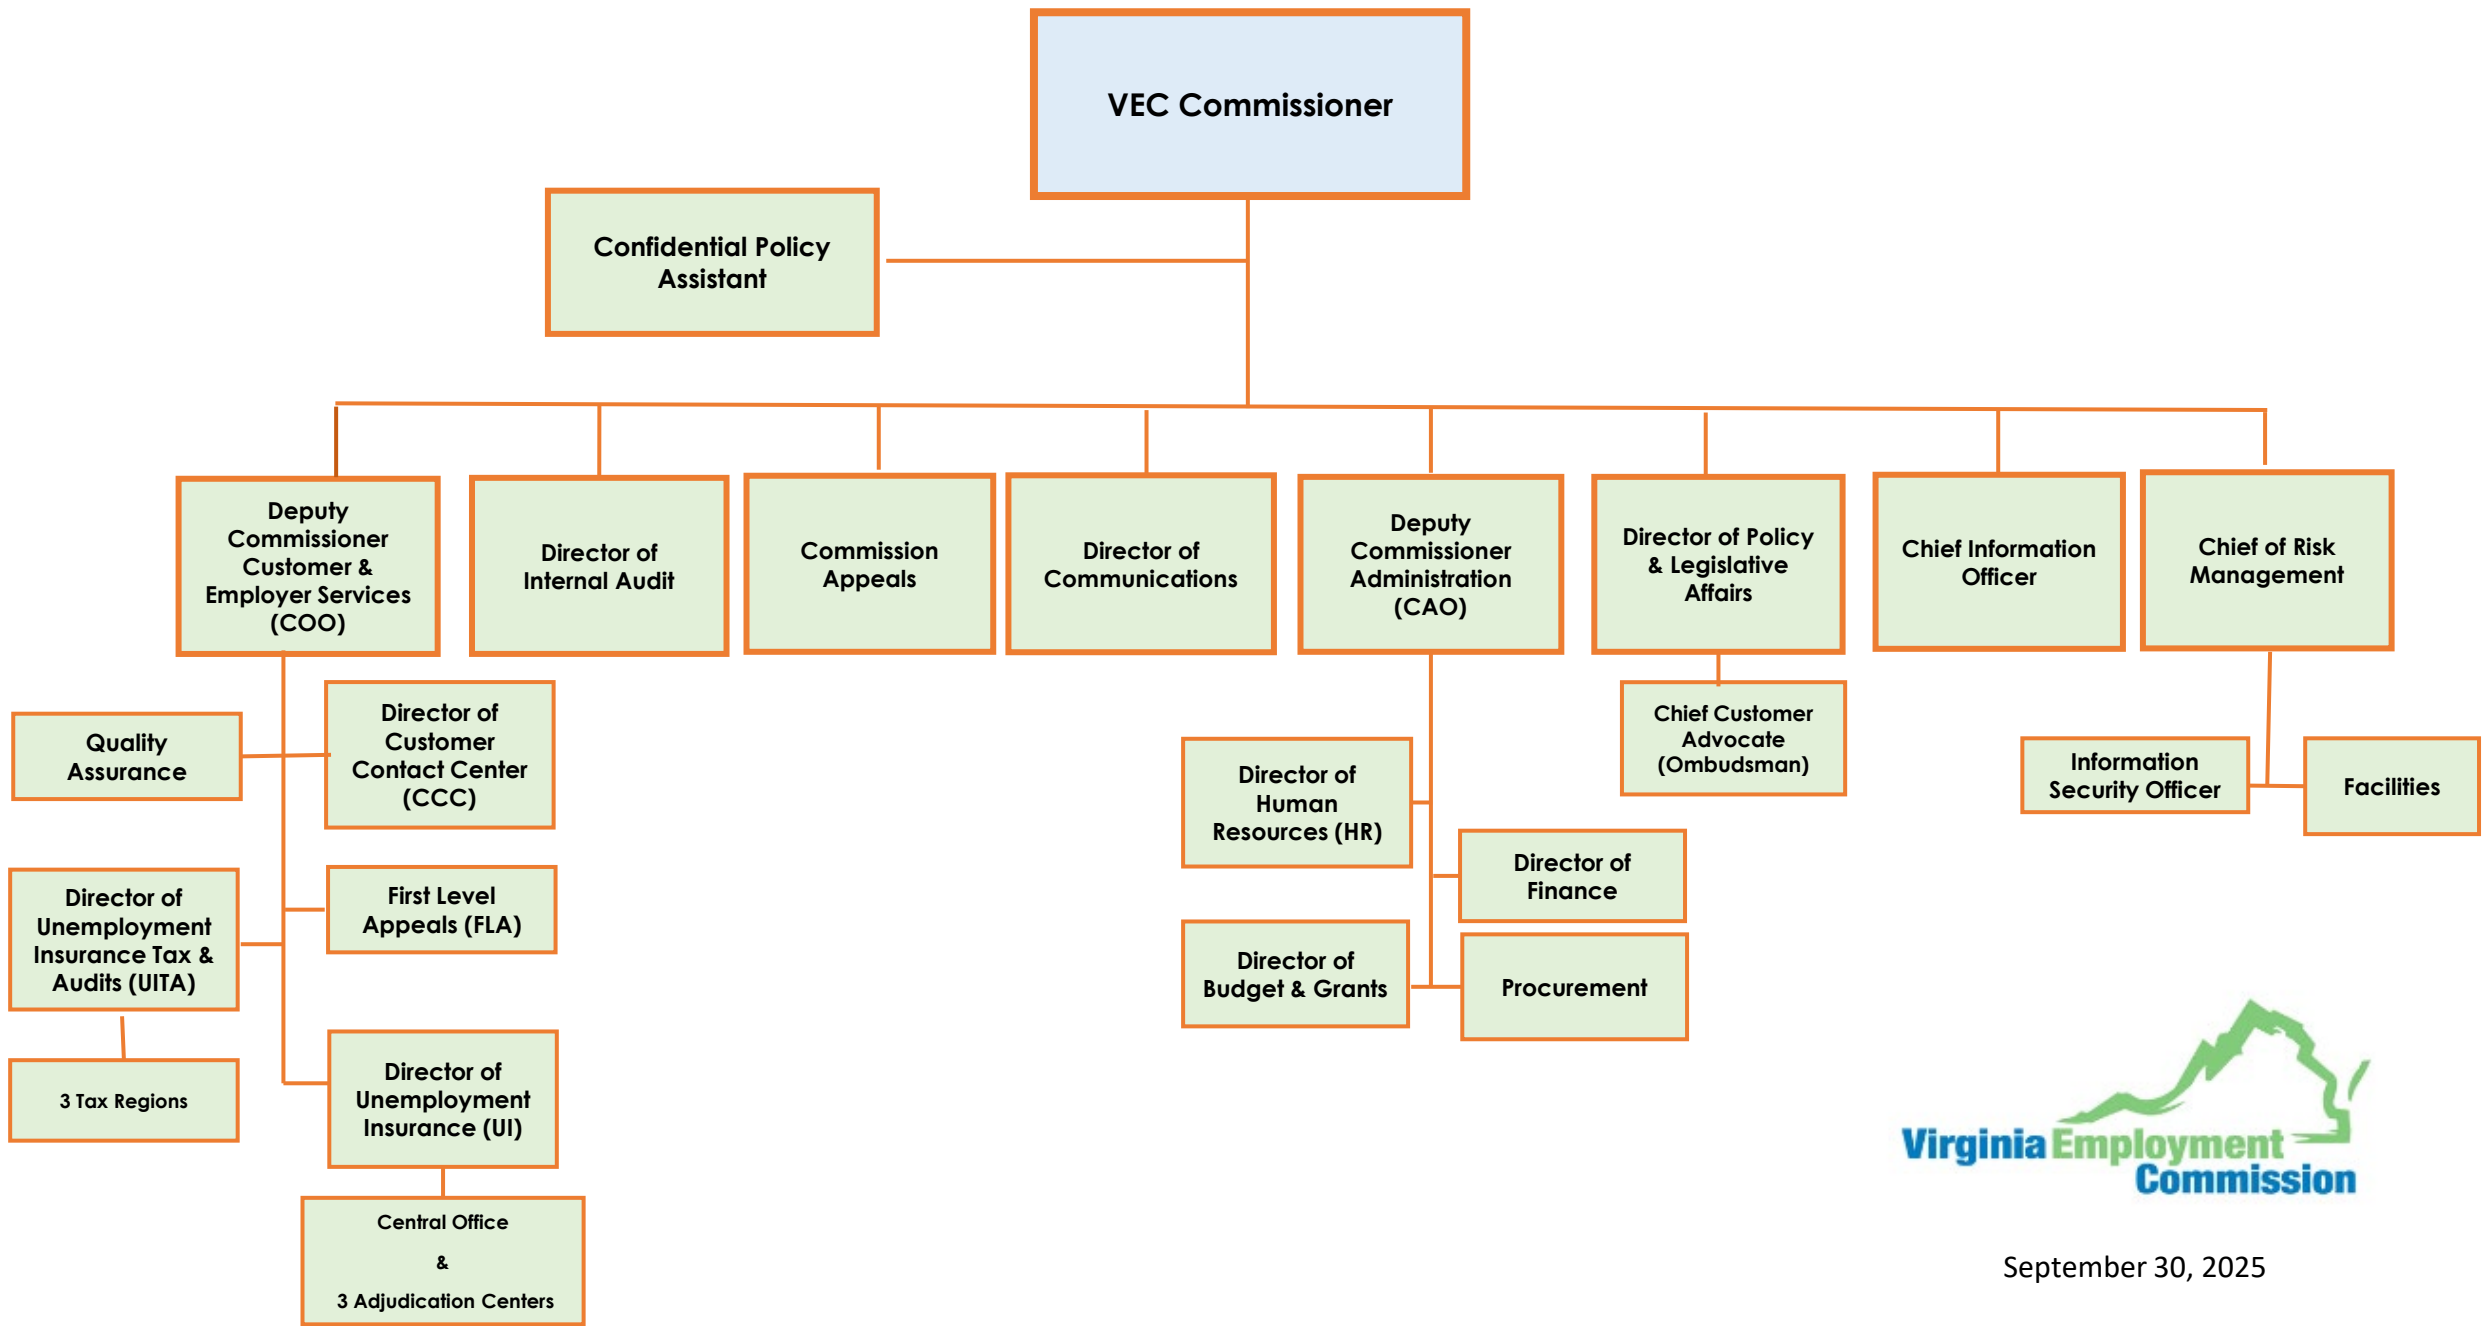 VEC Commissioner
Confidential Policy
Assistant
Deputy
Commissioner
Customer &
Employer Services
(COO)
Director of
Internal Audit
Commission
Appeals
Director of
Communications
Deputy
Commissioner
Administration
(CAO)
Director of Policy
& Legislative
Affairs
Chief Information
Officer
Chief of Risk
Management
Quality
Assurance
Director of
Customer
Contact Center
(CCC)
Director of
Unemployment
Insurance Tax &
Audits (UITA)
First Level
Appeals (FLA)
3 Tax Regions
Director of
Unemployment
Insurance (UI)
Central Office
&
3 Adjudication Centers
Director of
Human
Resources (HR)
Director of
Finance
Director of
Budget & Grants
Procurement
Chief Customer
Advocate
(Ombudsman)
Information
Security Officer
Facilities
Virginia Employment
Commission
September 30, 2025